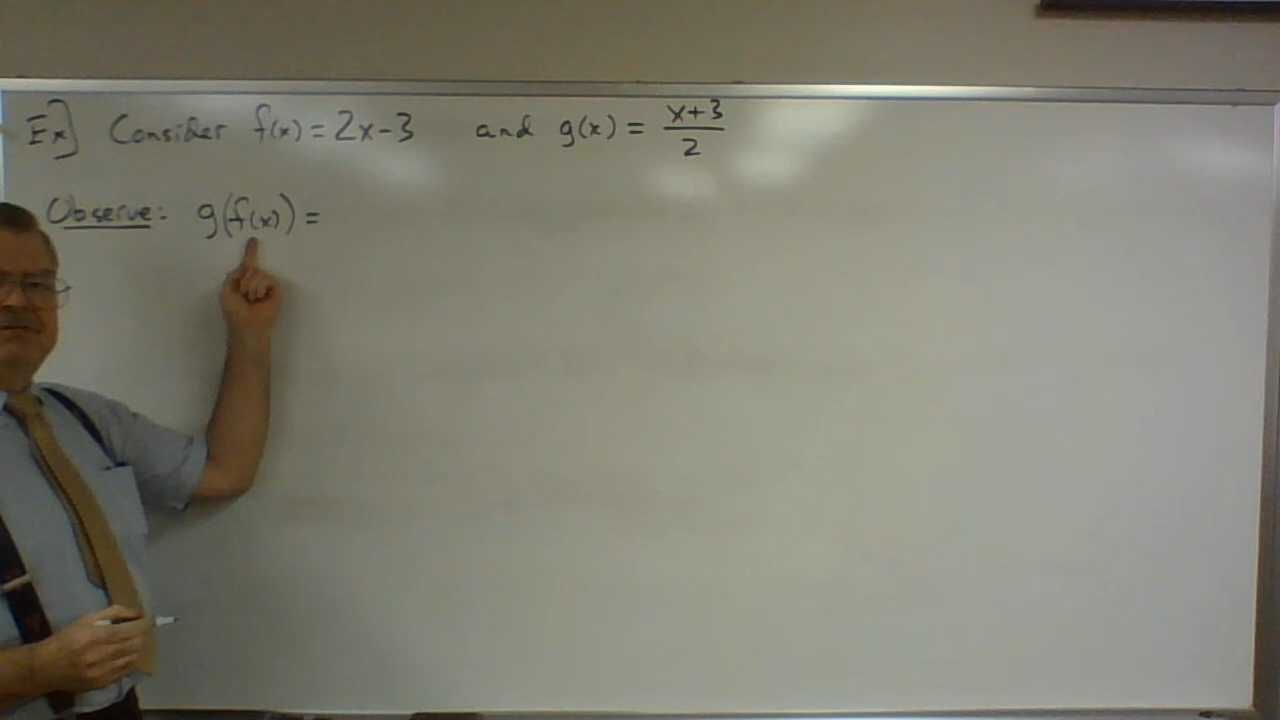 Ex] Consider f(x) = 2x-3 and g(x) = x+3/2
Observe: g(f(x)) =